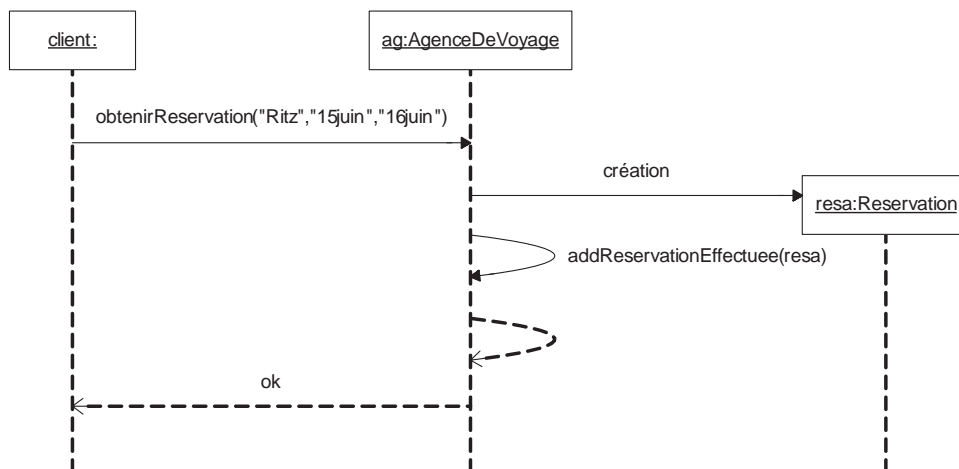 client:
ag:AgenceDeVoyage
obtenirReservation("Ritz","15juin","16juin")
création
resa:Reservation
addReservationEffectuee(resa)
ok